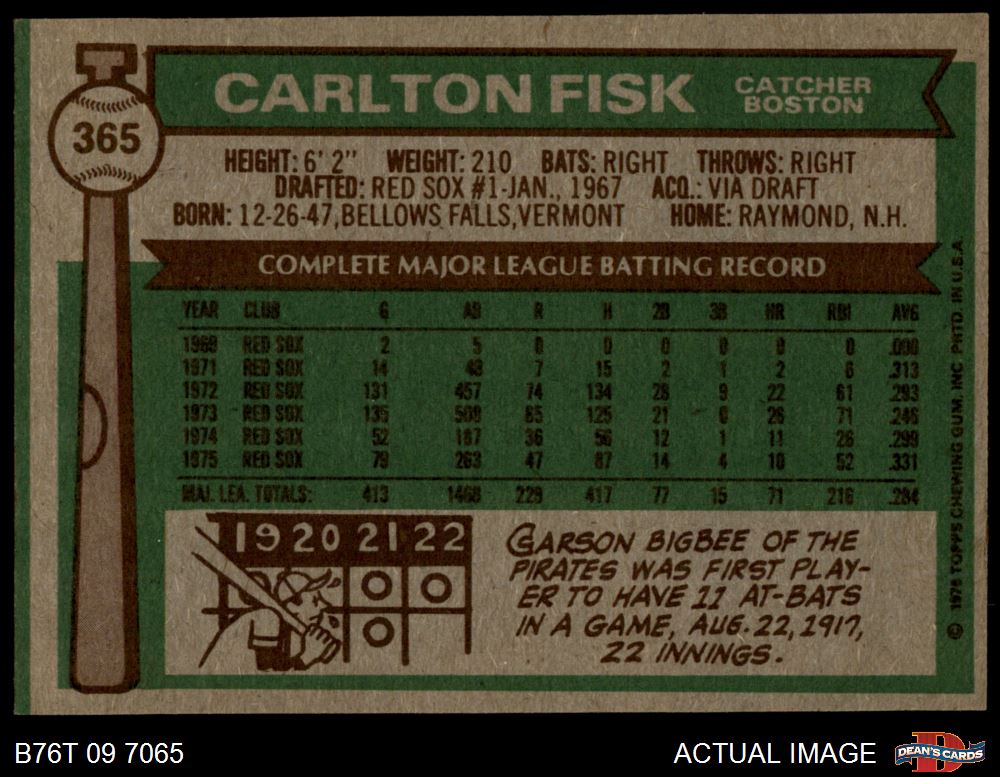 365
CARLTON FISK CATCHER BOSTON
HEIGHT: 6' 2" WEIGHT: 210 BATS: RIGHT THROWS: RIGHT
DRAFTED: RED SOX #1-JAN., 1967 ACQ.: VIA DRAFT
BORN: 12-26-47, BELLOWS FALLS, VERMONT HOME: RAYMOND, N.H.
COMPLETE MAJOR LEAGUE BATTING RECORD
YEAR CLUB G AB R H 2B 3B HR RBI AVG
1969 RED SOX 2 5 0 0 0 0 0 0 .000
1971 RED SOX 14 48 7 15 2 1 2 6 .313
1972 RED SOX 131 457 74 134 28 9 22 61 .293
1973 RED SOX 135 508 65 125 21 0 26 71 .246
1974 RED SOX 52 187 36 56 12 1 11 26 .299
1975 RED SOX 79 263 47 87 14 4 10 52 .331
MAJ. LEA. TOTALS: 413 1468 229 417 77 15 71 216 .284
19 20 21 22
GARSON BIGBEE OF THE
PIRATES WAS FIRST PLAY-
ER TO HAVE 11 AT-BATS
IN A GAME, AUG. 22, 1917,
22 INNINGS.
© 1976 TOPPS CHEWING GUM, INC. PRTD. IN U.S.A.
B76T 09 7065 ACTUAL IMAGE
D
DEAN'S CARDS